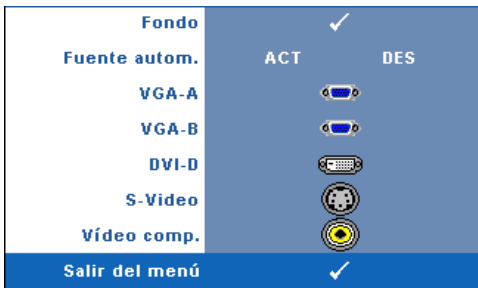 Fondo
Fuente autom. ACT DES
VGA-A
VGA-B
DVI-D
S-Video
Vídeo comp.
Salir del menú